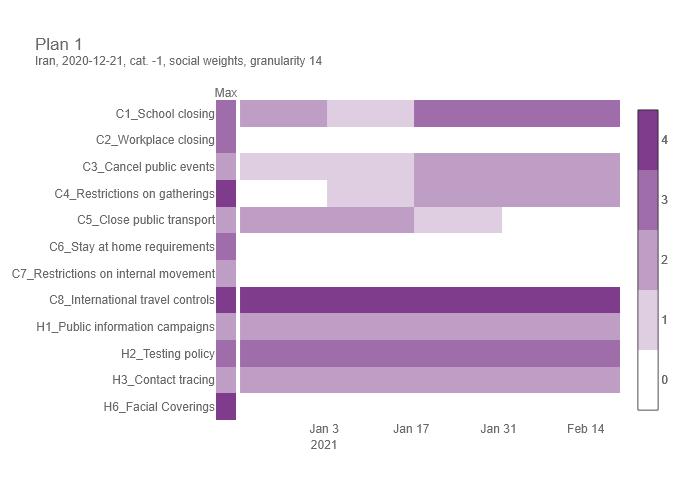 Plan 1
Iran, 2020-12-21, cat. -1, social weights, granularity 14
Max
C1_School closing
C2_Workplace closing
C3_Cancel public events
C4_Restrictions on gatherings
C5_Close public transport
C6_Stay at home requirements
C7_Restrictions on internal movement
C8_International travel controls
H1_Public information campaigns
H2_Testing policy
H3_Contact tracing
H6_Facial Coverings
4
3
2
1
0
Jan 3 Jan 17 Jan 31 Feb 14
2021